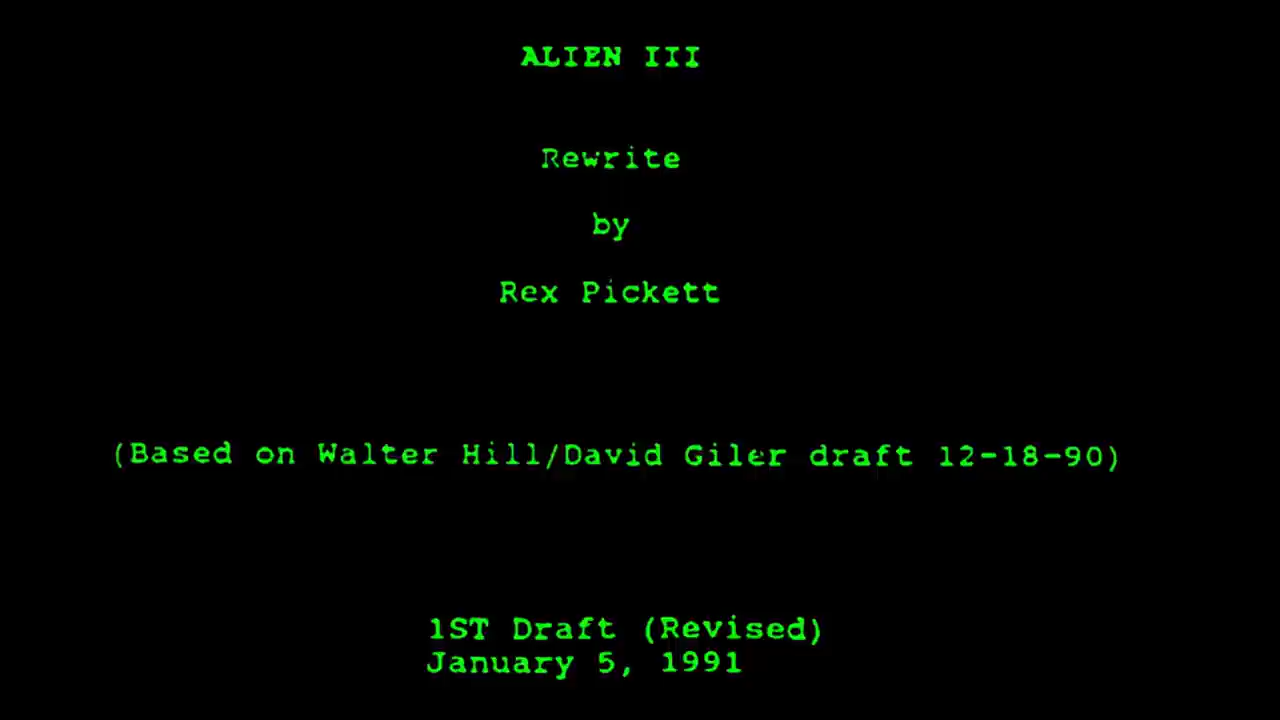 ALIEN III
Rewrite
by
Rex Pickett
(Based on Walter Hill/David Giler draft 12-18-90)
1ST Draft (Revised)
January 5, 1991